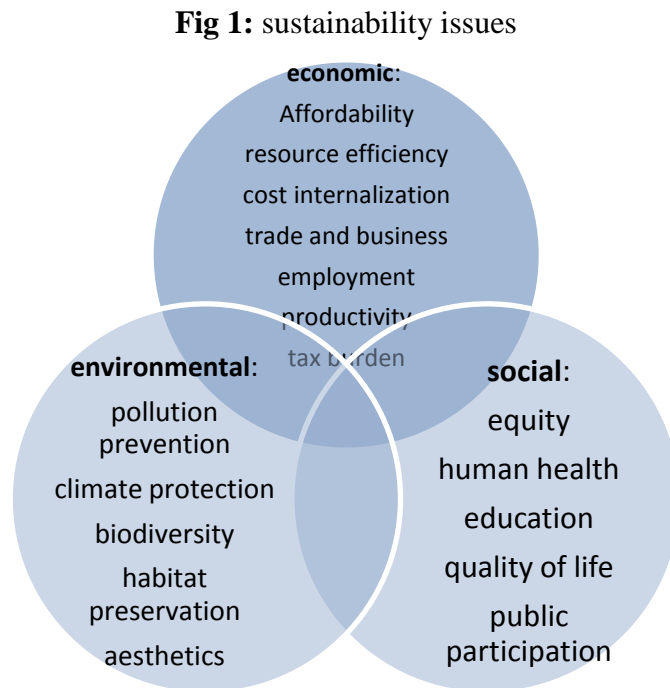 Fig 1: sustainability issues
economic:
Affordability
resource efficiency
cost internalization
trade and business
employment
productivity
tax burden
environmental:
pollution
prevention
climate protection
biodiversity
habitat
preservation
aesthetics
social:
equity
human health
education
quality of life
public
participation